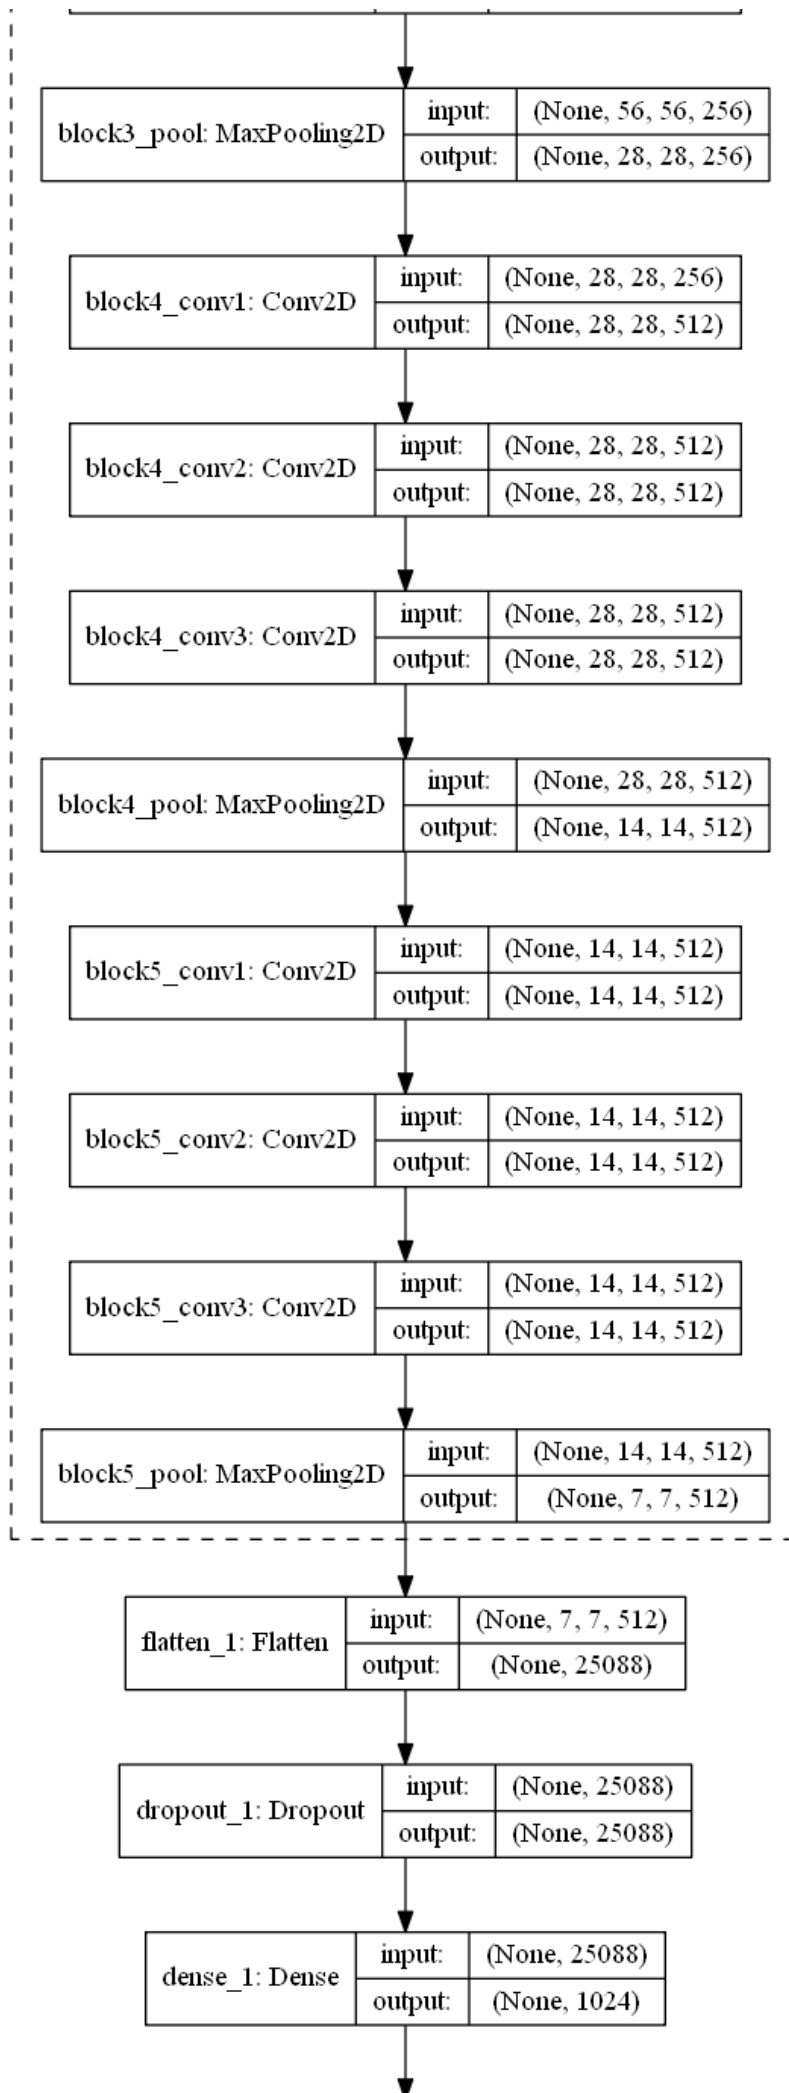 block3_pool: MaxPooling2D
input: (None, 56, 56, 256)
output: (None, 28, 28, 256)
block4_conv1: Conv2D
input: (None, 28, 28, 256)
output: (None, 28, 28, 512)
block4_conv2: Conv2D
input: (None, 28, 28, 512)
output: (None, 28, 28, 512)
block4_conv3: Conv2D
input: (None, 28, 28, 512)
output: (None, 28, 28, 512)
block4_pool: MaxPooling2D
input: (None, 28, 28, 512)
output: (None, 14, 14, 512)
block5_conv1: Conv2D
input: (None, 14, 14, 512)
output: (None, 14, 14, 512)
block5_conv2: Conv2D
input: (None, 14, 14, 512)
output: (None, 14, 14, 512)
block5_conv3: Conv2D
input: (None, 14, 14, 512)
output: (None, 14, 14, 512)
block5_pool: MaxPooling2D
input: (None, 14, 14, 512)
output: (None, 7, 7, 512)
flatten_1: Flatten
input: (None, 7, 7, 512)
output: (None, 25088)
dropout_1: Dropout
input: (None, 25088)
output: (None, 25088)
dense_1: Dense
input: (None, 25088)
output: (None, 1024)